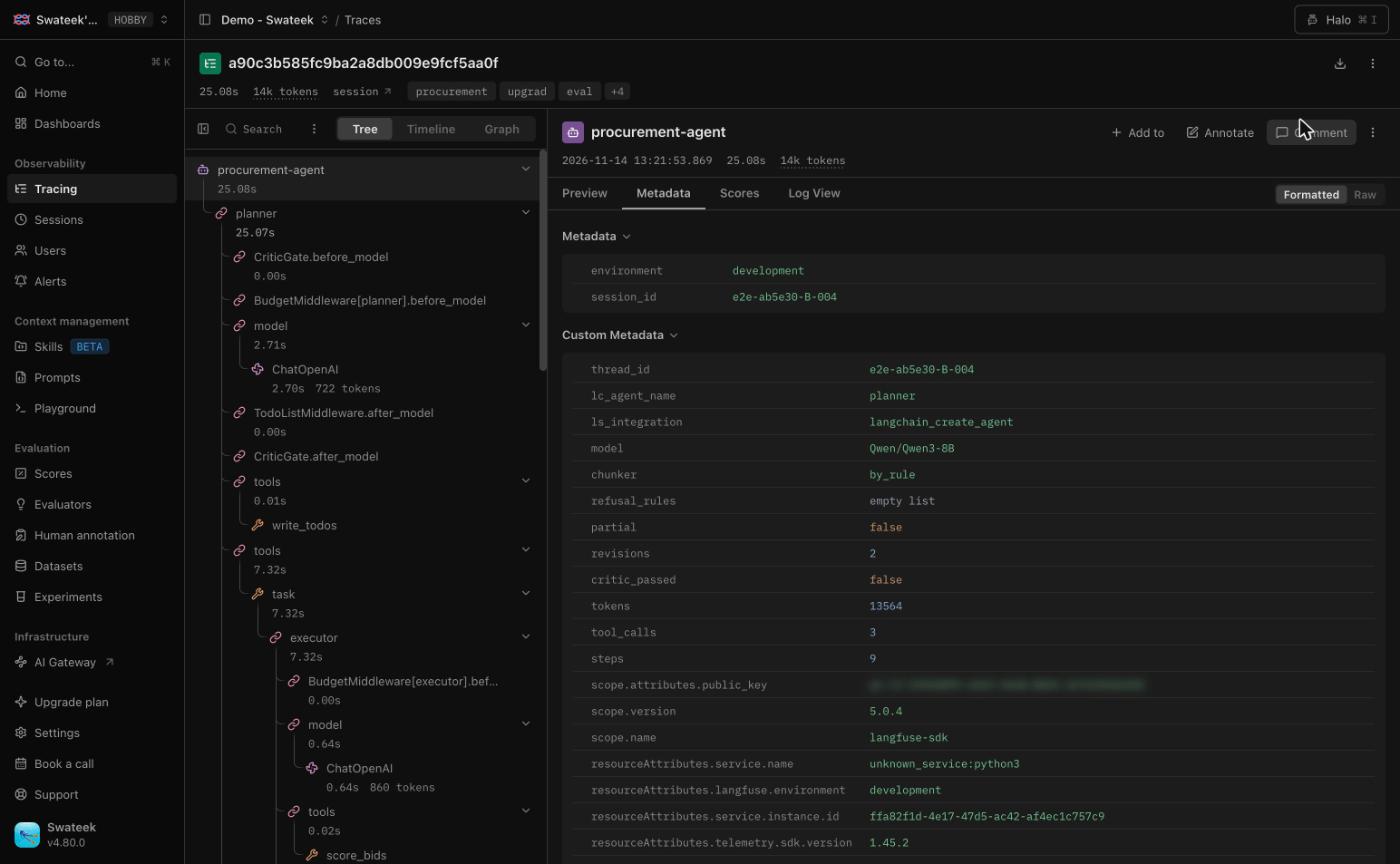 Swateek'... HOBBY
Demo - Swateek / Traces
Halo ⌘ I
Go to... ⌘ K
Home
Dashboards
Observability
Tracing
Sessions
Users
Alerts
Context management
Skills BETA
Prompts
Playground
Evaluation
Scores
Evaluators
Human annotation
Datasets
Experiments
Infrastructure
AI Gateway
Upgrade plan
Settings
Book a call
Support
Swateek
v4.80.0
a90c3b585fc9ba2a8db009e9fcf5aa0f
25.08s 14k tokens session procurement upgrad eval +4
Search Tree Timeline Graph
procurement-agent
25.08s
planner
25.07s
CriticGate.before_model
0.00s
BudgetMiddleware[planner].before_model
model
2.71s
ChatOpenAI
2.70s 722 tokens
TodoListMiddleware.after_model
0.00s
CriticGate.after_model
tools
0.01s
write_todos
tools
7.32s
task
7.32s
executor
7.32s
BudgetMiddleware[executor].bef...
0.00s
model
0.64s
ChatOpenAI
0.64s 860 tokens
tools
0.02s
score_bids
procurement-agent
+ Add to Annotate
2026-11-14 13:21:53.869 25.08s 14k tokens
Preview Metadata Scores Log View Formatted Raw
Metadata
environment development
session_id e2e-ab5e30-B-004
Custom Metadata
thread_id e2e-ab5e30-B-004
lc_agent_name planner
ls_integration langchain_create_agent
model Qwen/Qwen3-8B
chunker by_rule
refusal_rules empty list
partial false
revisions 2
critic_passed false
tokens 13564
tool_calls 3
steps 9
scope.attributes.public_key
scope.version 5.0.4
scope.name langfuse-sdk
resourceAttributes.service.name unknown_service:python3
resourceAttributes.langfuse.environment development
resourceAttributes.service.instance.id ffa82f1d-4e17-47d5-ac42-af4ec1c757c9
resourceAttributes.telemetry.sdk.version 1.45.2